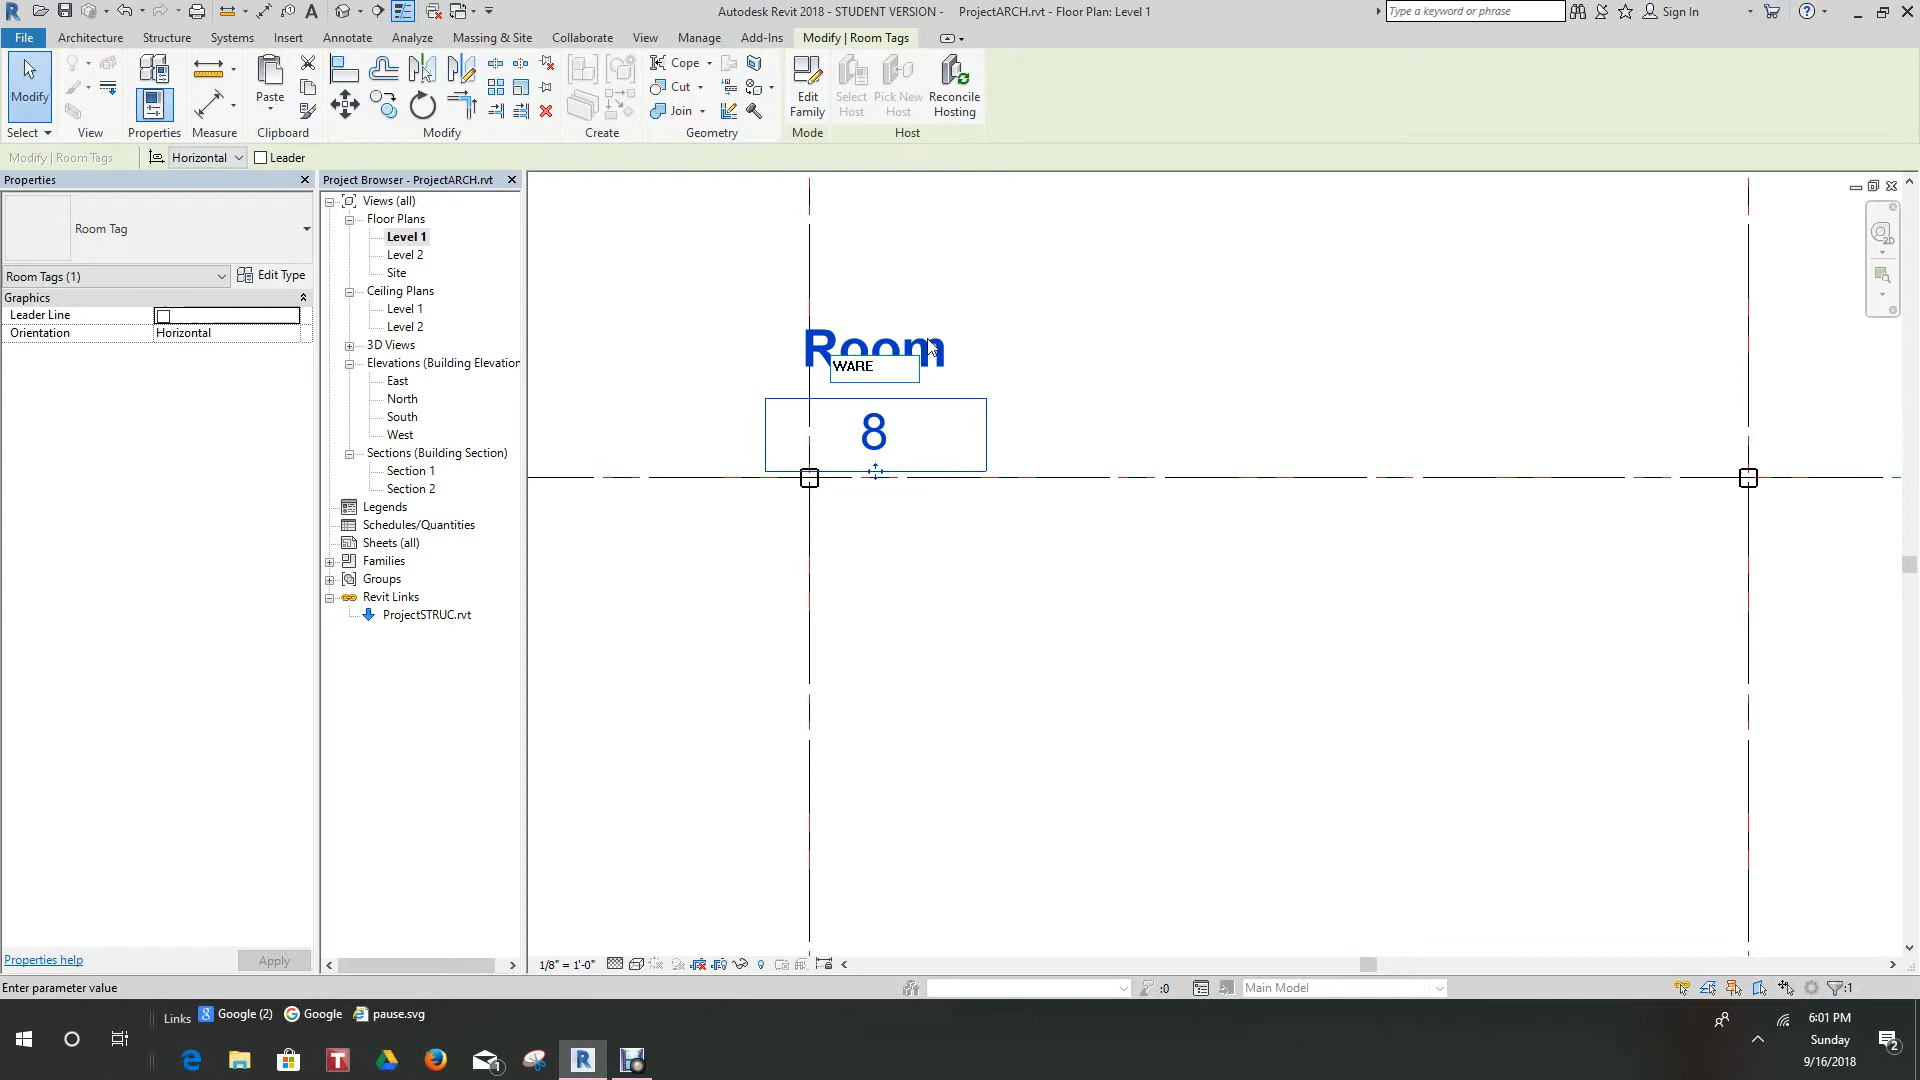 Autodesk Revit 2018 - STUDENT VERSION -    ProjectARCH.rvt - Floor Plan: Level 1
Type a keyword or phrase
Sign In
File Architecture Structure Systems Insert Annotate Analyze Massing & Site Collaborate View Manage Add-Ins Modify | Room Tags
Modify
Paste
Cope
Cut
Join
Edit Family
Select Host
Pick New Host
Reconcile Hosting
Select View Properties Measure Clipboard Modify Create Geometry Mode Host
Modify | Room Tags Horizontal Leader
Properties
Room Tag
Room Tags (1) Edit Type
Graphics
Leader Line
Orientation Horizontal
Properties help Apply
Project Browser - ProjectARCH.rvt
Views (all)
Floor Plans
Level 1
Level 2
Site
Ceiling Plans
Level 1
Level 2
3D Views
Elevations (Building Elevation
East
North
South
West
Sections (Building Section)
Section 1
Section 2
Legends
Schedules/Quantities
Sheets (all)
Families
Groups
Revit Links
ProjectSTRUC.rvt
2D
Room
WARE
8
1/8" = 1'-0"
Enter parameter value
:0
Main Model
:1
Links Google (2) Google pause.svg
6:01 PM
Sunday
9/16/2018
2
1